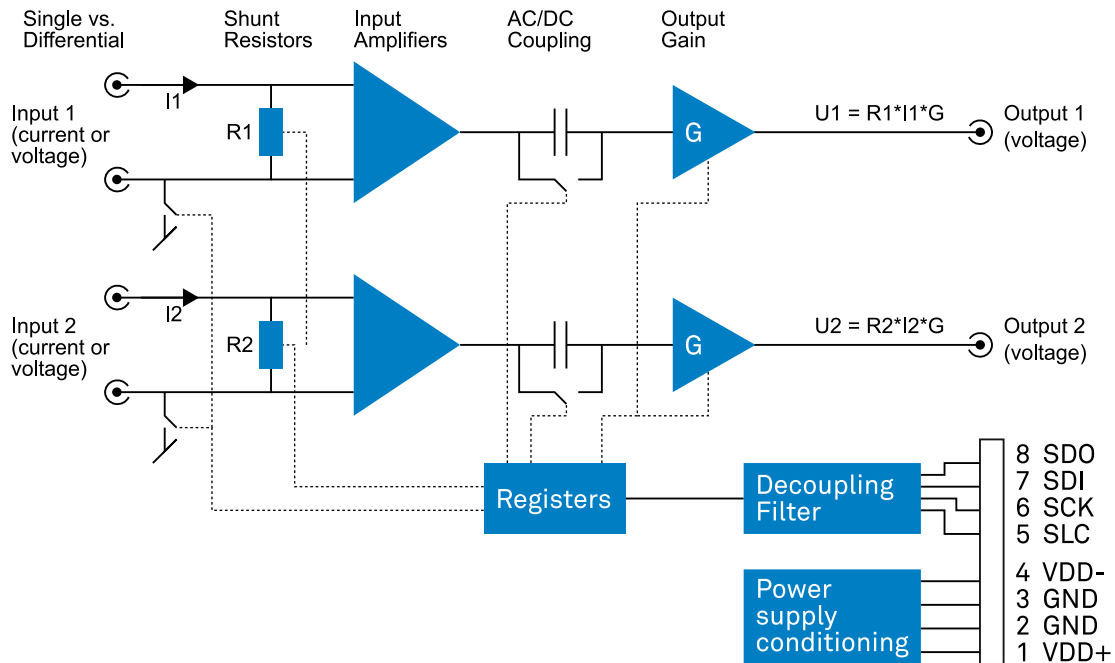 Single vs.
Differential
Shunt
Resistors
Input
Amplifiers
AC/DC
Coupling
Output
Gain
I1
R1
Input 1
(current or
voltage)
G
U1 = R1*I1*G
Output 1
(voltage)
I2
R2
Input 2
(current or
voltage)
G
U2 = R2*I2*G
Output 2
(voltage)
Registers
Decoupling
Filter
8 SDO
7 SDI
6 SCK
5 SLC
Power
supply
conditioning
4 VDD-
3 GND
2 GND
1 VDD+